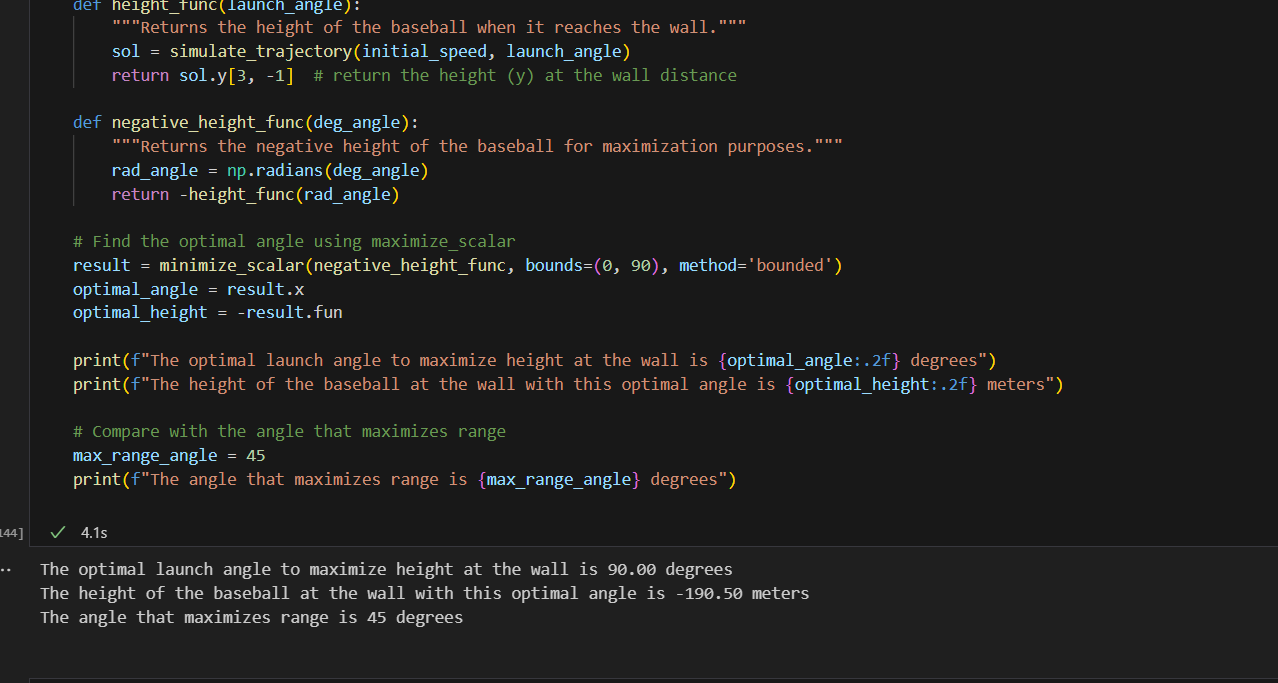 def height_func(launch_angle):
    """Returns the height of the baseball when it reaches the wall."""
    sol = simulate_trajectory(initial_speed, launch_angle)
    return sol.y[3, -1]  # return the height (y) at the wall distance
def negative_height_func(deg_angle):
    """Returns the negative height of the baseball for maximization purposes."""
    rad_angle = np.radians(deg_angle)
    return -height_func(rad_angle)
# Find the optimal angle using maximize_scalar
result = minimize_scalar(negative_height_func, bounds=(0, 90), method='bounded')
optimal_angle = result.x
optimal_height = -result.fun
print(f"The optimal launch angle to maximize height at the wall is {optimal_angle:.2f} degrees")
print(f"The height of the baseball at the wall with this optimal angle is {optimal_height:.2f} meters")
# Compare with the angle that maximizes range
max_range_angle = 45
print(f"The angle that maximizes range is {max_range_angle} degrees")
144] ✓ 4.1s
The optimal launch angle to maximize height at the wall is 90.00 degrees
The height of the baseball at the wall with this optimal angle is -190.50 meters
The angle that maximizes range is 45 degrees